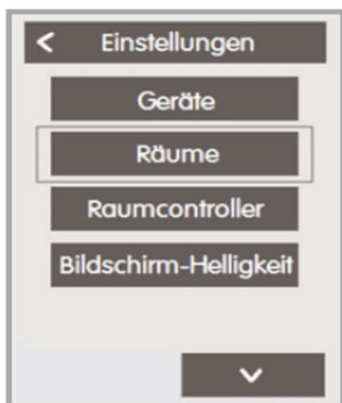 < Einstellungen
Geräte
Räume
Raumcontroller
Bildschirm-Helligkeit